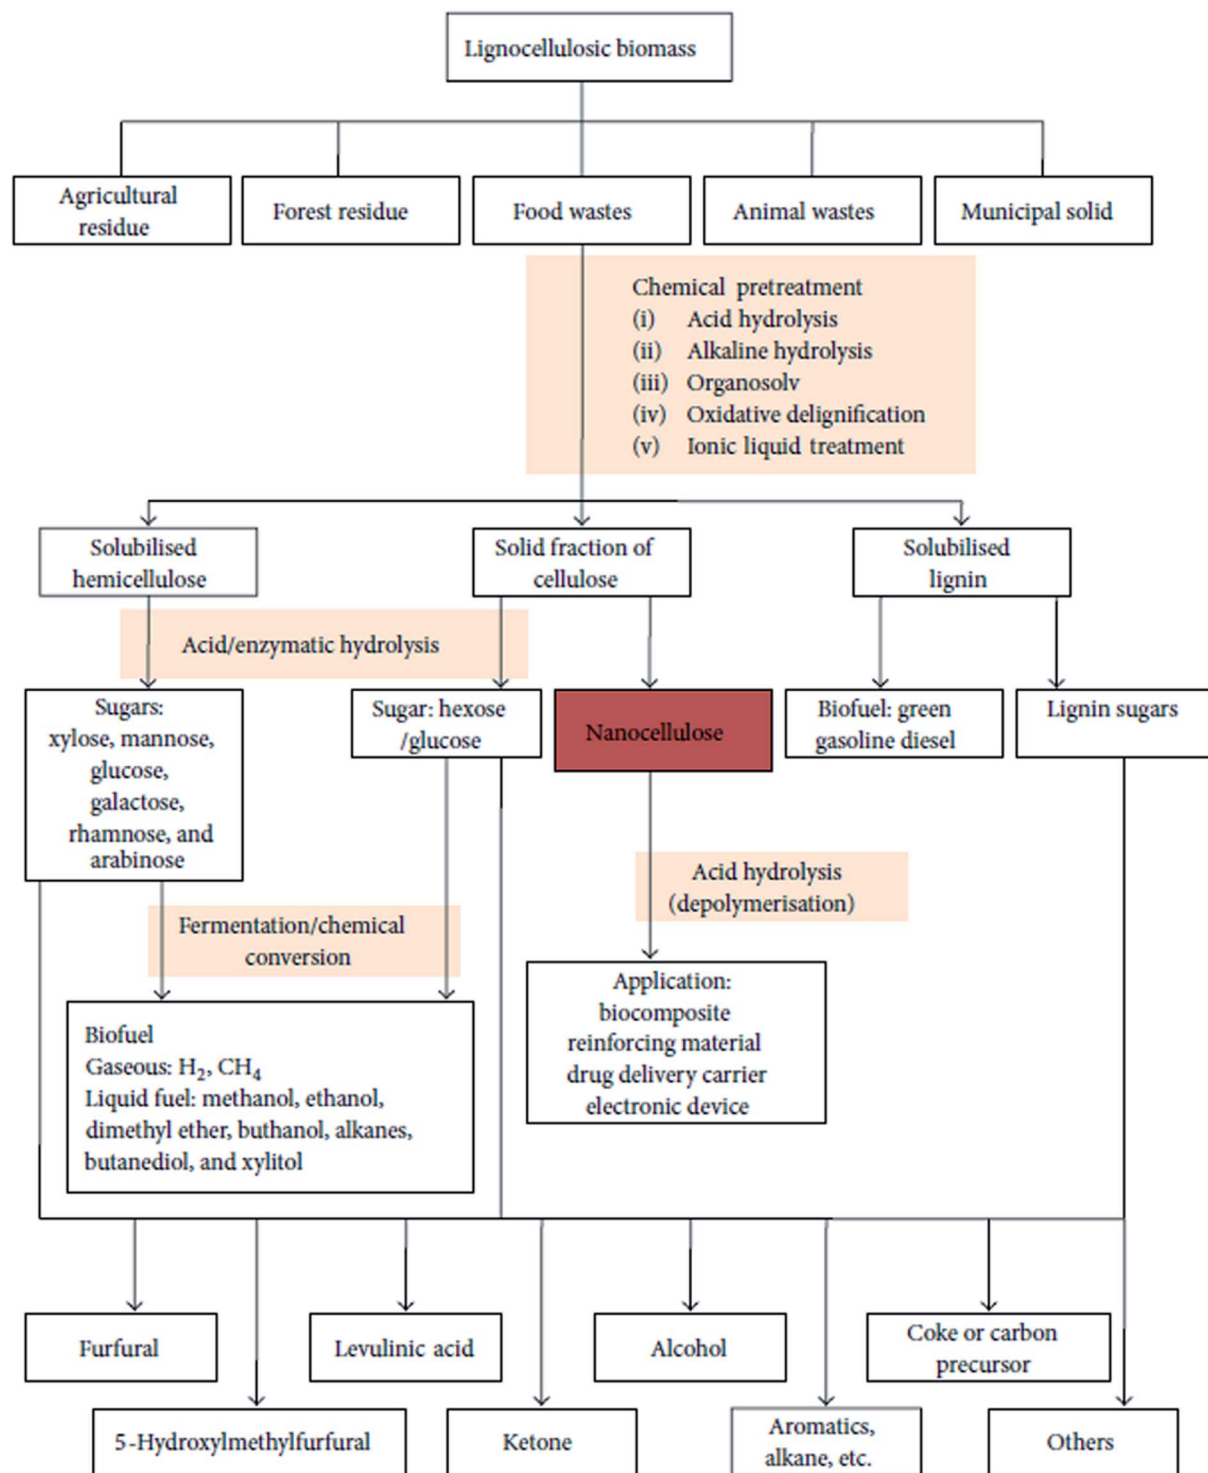 Lignocellulosic biomass
Agricultural
residue
Forest residue
Food wastes
Animal wastes
Municipal solid
Chemical pretreatment
(i) Acid hydrolysis
(ii) Alkaline hydrolysis
(iii) Organosolv
(iv) Oxidative delignification
(v) Ionic liquid treatment
Solubilised
hemicellulose
Solid fraction of
cellulose
Solubilised
lignin
Acid/enzymatic hydrolysis
Sugars:
xylose, mannose,
glucose,
galactose,
rhamnose, and
arabinose
Sugar: hexose
/glucose
Nanocellulose
Biofuel: green
gasoline diesel
Lignin sugars
Acid hydrolysis
(depolymerisation)
Fermentation/chemical
conversion
Biofuel
Gaseous: H₂, CH₄
Liquid fuel: methanol, ethanol,
dimethyl ether, buthanol, alkanes,
butanediol, and xylitol
Application:
biocomposite
reinforcing material
drug delivery carrier
electronic device
Furfural
Levulinic acid
Alcohol
Coke or carbon
precursor
5-Hydroxylmethylfurfural
Ketone
Aromatics,
alkane, etc.
Others